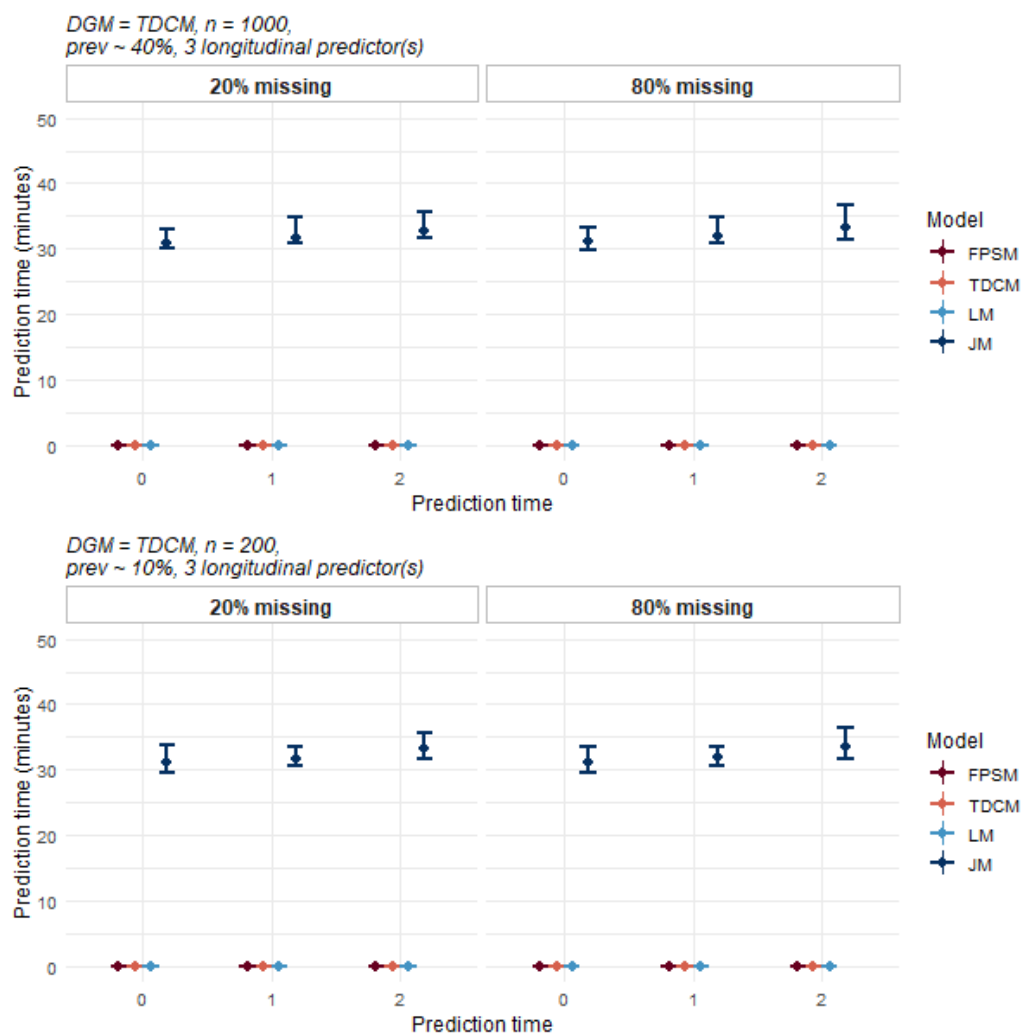 DGM = TDCM, n = 1000,
prev ~ 40%, 3 longitudinal predictor(s)
20% missing
80% missing
Prediction time (minutes)
50
40
30
20
10
0
0
1
2
0
1
2
Prediction time
Model
FPSM
TDCM
LM
JM
DGM = TDCM, n = 200,
prev ~ 10%, 3 longitudinal predictor(s)
20% missing
80% missing
Prediction time (minutes)
50
40
30
20
10
0
0
1
2
0
1
2
Prediction time
Model
FPSM
TDCM
LM
JM